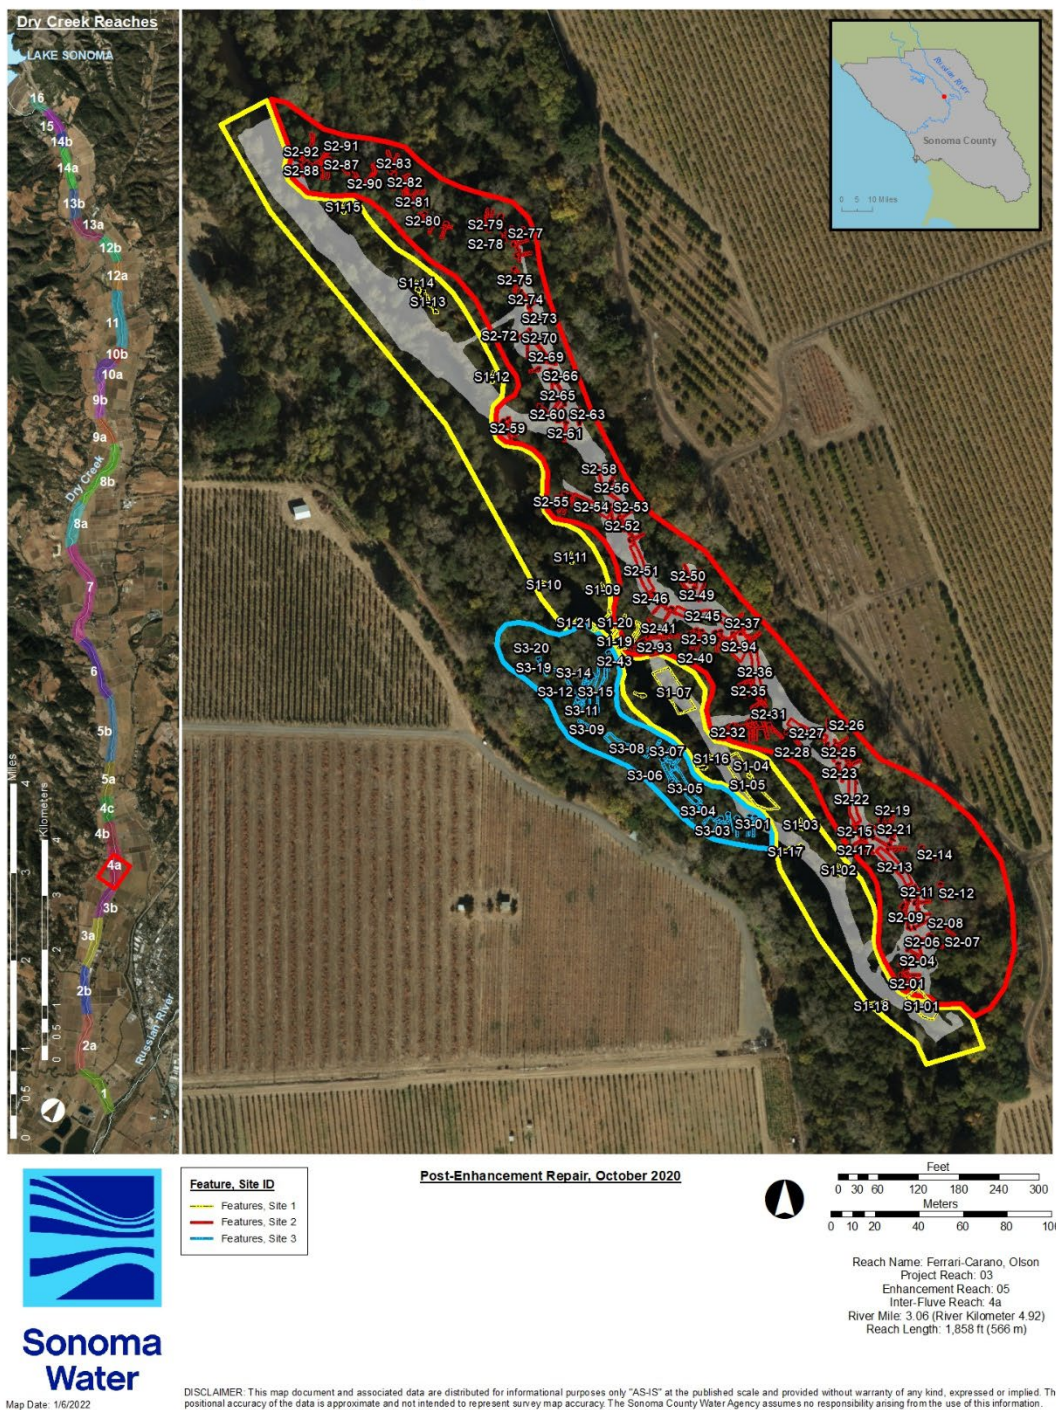 Dry Creek Reaches
LAKE SONOMA
16
15
14b
14a
13b
13a
12b
12a
11
10b
10a
9b
9a
8b
Dry Creek
8a
7
6
5b
5a
4c
4b
4a
3b
3a
2b
2a
1
Russian River
Miles
4
3
2
1
0.5
0
Kilometers
4
3
2
1
0.5
0
Russian River
Sonoma County
0 5 10 Miles
S2-92
S2-91
S2-88
S2-87
S2-83
S2-90
S2-82
S2-81
S1-15
S2-80
S2-79
S2-77
S2-78
S1-14
S1-13
S2-75
S2-74
S2-73
S2-72
S2-70
S2-69
S1-12
S2-66
S2-65
S2-60
S2-63
S2-59
S2-61
S2-58
S2-56
S2-55
S2-54
S2-53
S2-52
S1-11
S2-51
S2-50
S1-10
S1-09
S2-49
S2-46
S2-45
S1-21
S1-20
S2-41
S2-37
S1-19
S2-39
S3-20
S2-93
S2-94
S2-43
S2-40
S3-19
S3-14
S2-36
S3-12
S3-15
S1-07
S2-35
S3-11
S2-31
S3-09
S2-32
S2-27
S2-26
S3-08
S3-07
S2-28
S2-25
S1-16
S1-04
S2-23
S3-06
S3-05
S1-05
S2-22
S3-04
S2-19
S3-03
S3-01
S1-03
S2-15
S2-21
S1-17
S2-17
S2-14
S1-02
S2-13
S2-11
S2-12
S2-09
S2-08
S2-06
S2-07
S2-04
S2-01
S1-18
S1-01
Feature, Site ID
Features, Site 1
Features, Site 2
Features, Site 3
Post-Enhancement Repair, October 2020
Feet
0 30 60 120 180 240 300
Meters
0 10 20 40 60 80 100
Reach Name: Ferrari-Carano, Olson
Project Reach: 03
Enhancement Reach: 05
Inter-Fluve Reach: 4a
River Mile: 3.06 (River Kilometer 4.92)
Reach Length: 1,858 ft (566 m)
Sonoma
Water
Map Date: 1/6/2022
DISCLAIMER: This map document and associated data are distributed for informational purposes only "AS-IS" at the published scale and provided without warranty of any kind, expressed or implied. Th
positional accuracy of the data is approximate and not intended to represent survey map accuracy. The Sonoma County Water Agency assumes no responsibility arising from the use of this information.